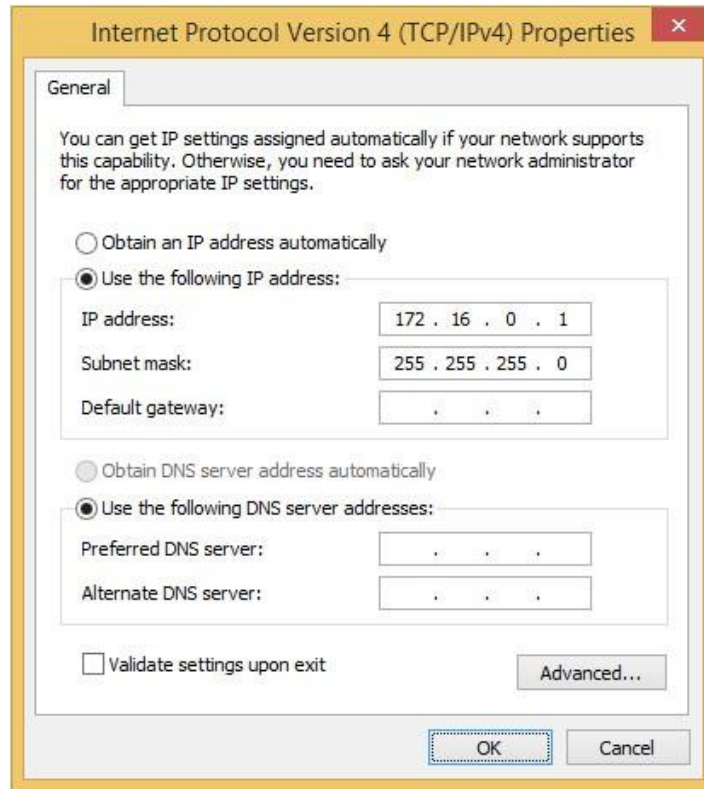 Internet Protocol Version 4 (TCP/IPv4) Properties
General
You can get IP settings assigned automatically if your network supports
this capability. Otherwise, you need to ask your network administrator
for the appropriate IP settings.
Obtain an IP address automatically
Use the following IP address:
IP address: 172 . 16 . 0 . 1
Subnet mask: 255 . 255 . 255 . 0
Default gateway: . . .
Obtain DNS server address automatically
Use the following DNS server addresses:
Preferred DNS server: . . .
Alternate DNS server: . . .
Validate settings upon exit
Advanced...
OK Cancel